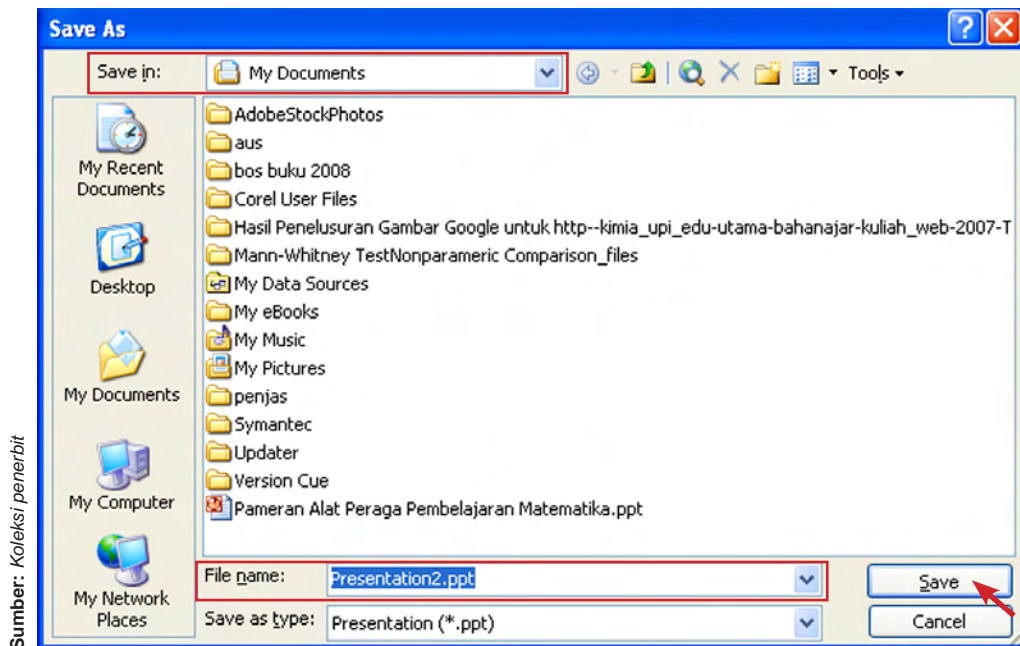 Save As
Save in:
My Documents
Tools
My Recent
Documents
Desktop
My Documents
My Computer
My Network
Places
AdobeStockPhotos
aus
bos buku 2008
Corel User Files
Hasil Penelusuran Gambar Google untuk http--kimia_upi_edu-utama-bahanajar-kuliah_web-2007-T
Mann-Whitney TestNonparameric Comparison_files
My Data Sources
My eBooks
My Music
My Pictures
penjas
Symantec
Updater
Version Cue
Pameran Alat Peraga Pembelajaran Matematika.ppt
File name:
Presentation2.ppt
Save
Save as type:
Presentation (*.ppt)
Cancel
Sumber: Koleksi penerbit